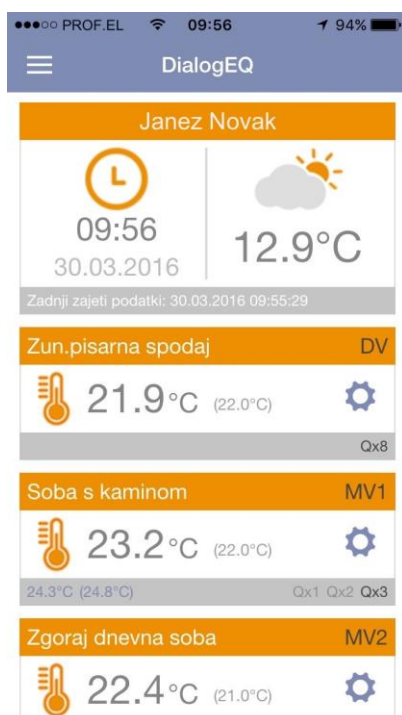 PROF.EL 09:56 94%
DialogEQ
Janez Novak
09:56
30.03.2016
12.9°C
Zadnji zajeti podatki: 30.03.2016 09:55:29
Zun.pisarna spodaj DV
21.9°C (22.0°C)
Qx8
Soba s kaminom MV1
23.2°C (22.0°C)
24.3°C (24.8°C) Qx1 Qx2 Qx3
Zgoraj dnevna soba MV2
22.4°C (21.0°C)